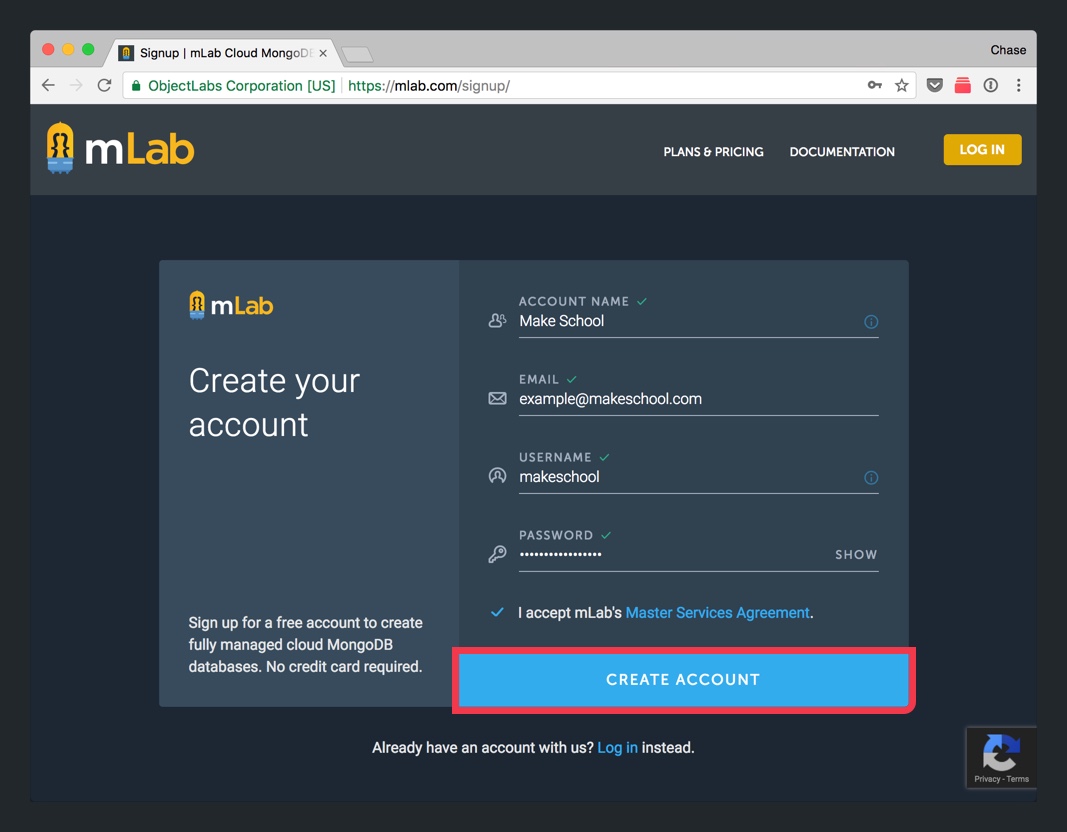 Signup | mLab Cloud MongoDB
Chase
ObjectLabs Corporation [US] https://mlab.com/signup/
mLab
PLANS & PRICING
DOCUMENTATION
LOG IN
mLab
Create your
account
Sign up for a free account to create
fully managed cloud MongoDB
databases. No credit card required.
ACCOUNT NAME
Make School
EMAIL
example@makeschool.com
USERNAME
makeschool
PASSWORD
•••••••••••••••••
SHOW
I accept mLab's Master Services Agreement.
CREATE ACCOUNT
Already have an account with us? Log in instead.
Privacy - Terms